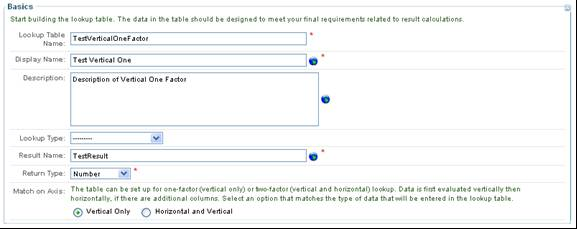 Basics
Start building the lookup table. The data in the table should be designed to meet your final requirements related to result calculations.
Lookup Table Name: TestVerticalOneFactor *
Display Name: Test Vertical One *
Description: Description of Vertical One Factor
Lookup Type: ---------
Result Name: TestResult *
Return Type: Number *
Match on Axis: The table can be set up for one-factor (vertical only) or two-factor (vertical and horizontal) lookup. Data is first evaluated vertically then
horizontally, if there are additional columns. Select an option that matches the type of data that will be entered in the lookup table.
Vertical Only Horizontal and Vertical